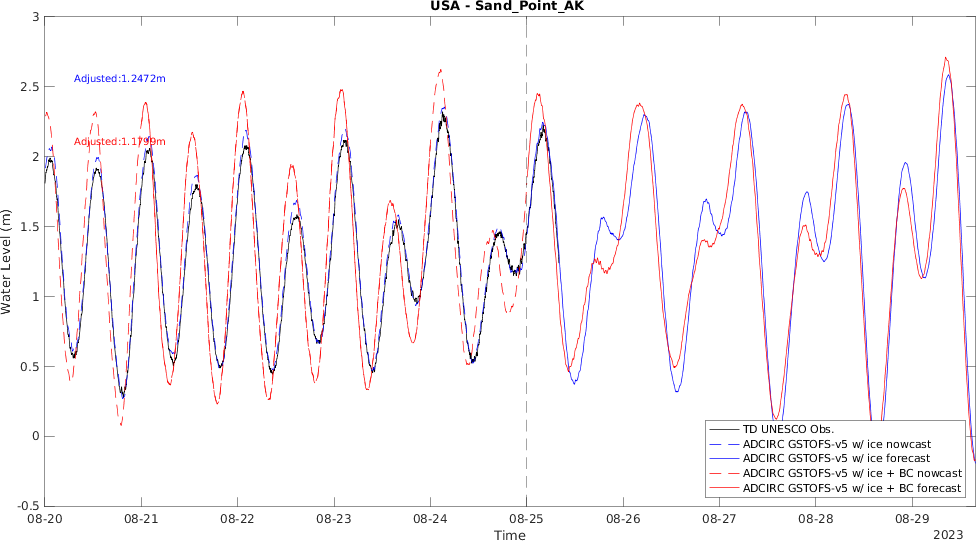 USA - Sand_Point_AK
3
2.5
2
1.5
1
0.5
0
-0.5
Water Level (m)
Adjusted:1.2472m
Adjusted:1.1799m
TD UNESCO Obs.
ADCIRC GSTOFS-v5 w/ ice nowcast
ADCIRC GSTOFS-v5 w/ ice forecast
ADCIRC GSTOFS-v5 w/ ice + BC nowcast
ADCIRC GSTOFS-v5 w/ ice + BC forecast
08-20 08-21 08-22 08-23 08-24 08-25 08-26 08-27 08-28 08-29
Time
2023